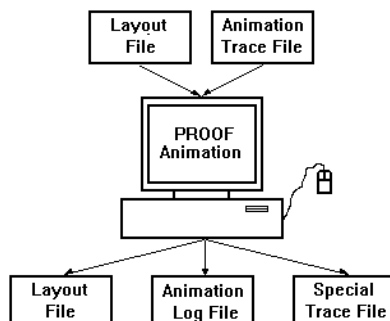 Layout
File
Animation
Trace File
PROOF
Animation
Layout
File
Animation
Log File
Special
Trace File